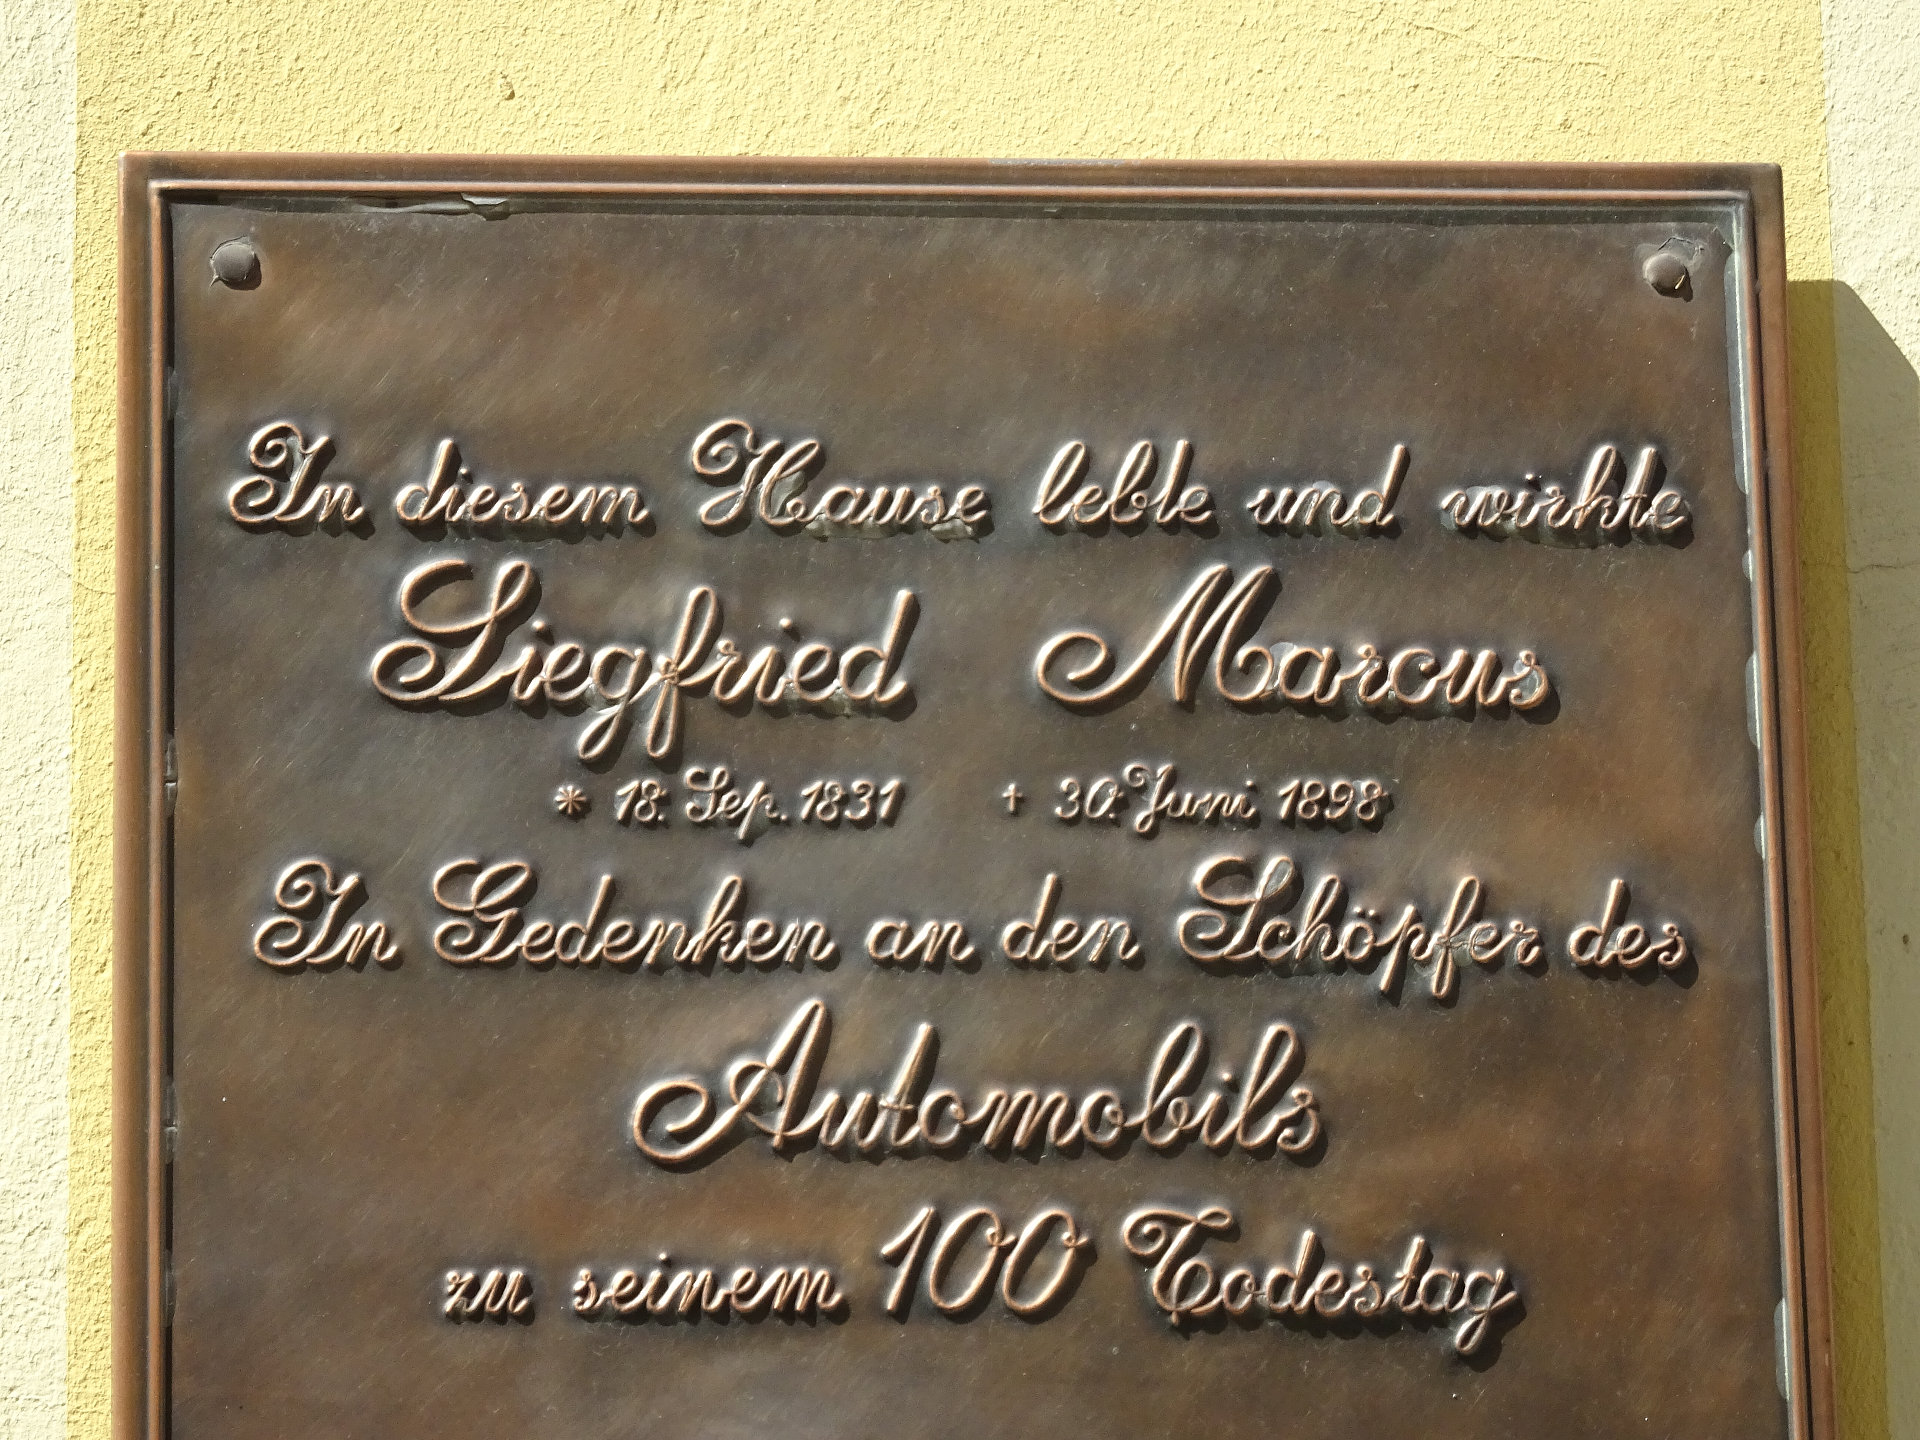 In diesem Hause lebte und wirkte
Siegfried Marcus
* 18. Sep. 1831 † 30. Juni 1898
In Gedenken an den Schöpfer des
Automobils
zu seinem 100 Todestag